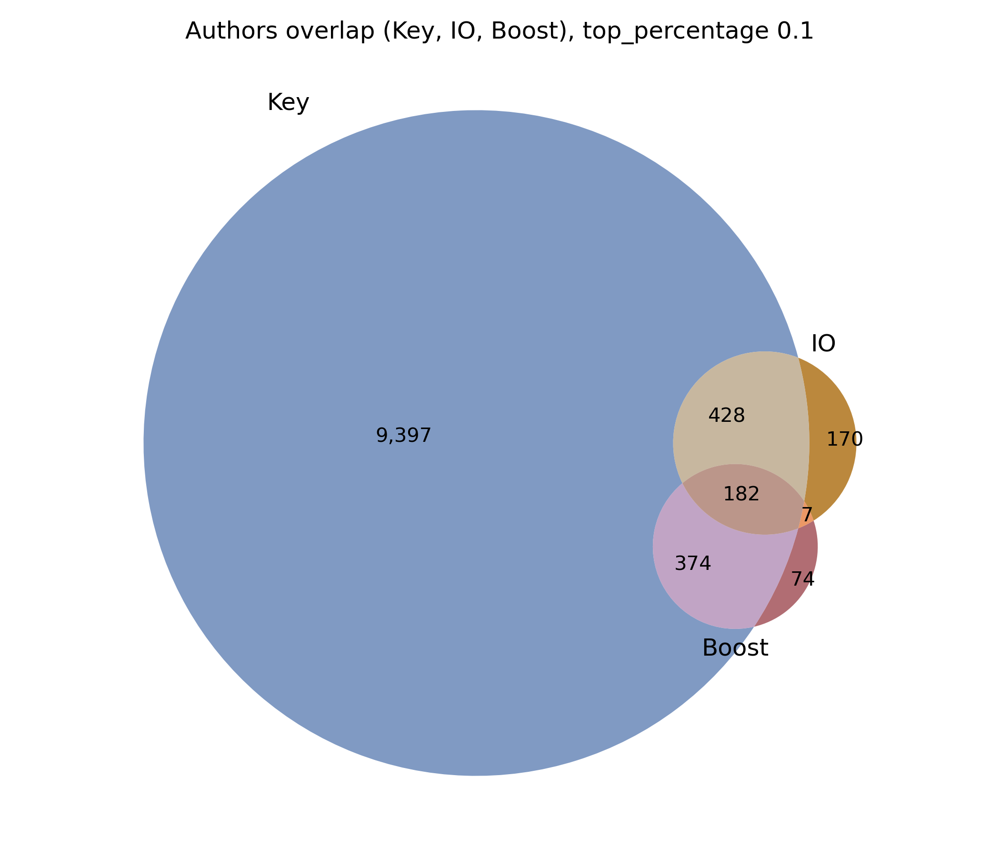 Authors overlap (Key, IO, Boost), top_percentage 0.1
Key
IO
428
9,397
170
182
7
374
74
Boost